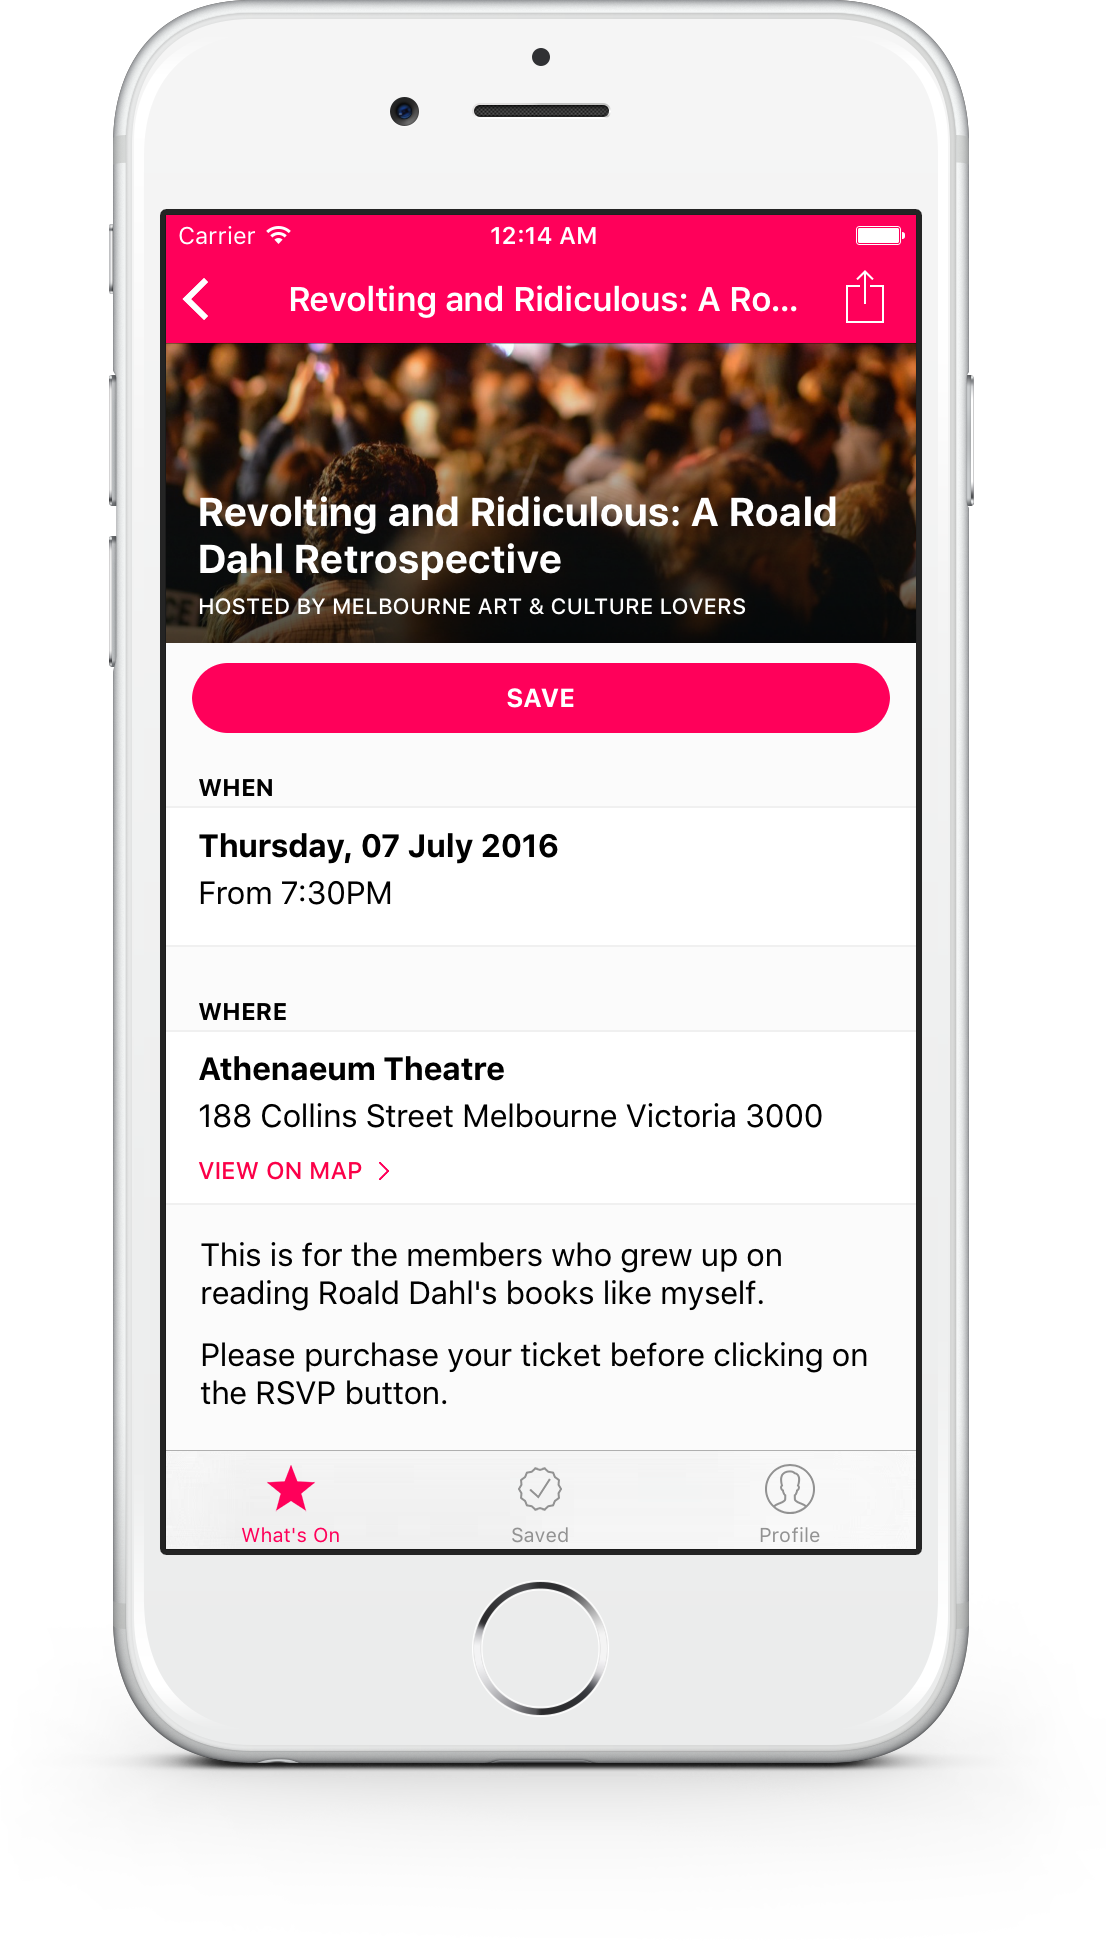 Carrier
12:14 AM
Revolting and Ridiculous: A Ro...
Revolting and Ridiculous: A Roald
Dahl Retrospective
HOSTED BY MELBOURNE ART & CULTURE LOVERS
SAVE
WHEN
Thursday, 07 July 2016
From 7:30PM
WHERE
Athenaeum Theatre
188 Collins Street Melbourne Victoria 3000
VIEW ON MAP
This is for the members who grew up on
reading Roald Dahl's books like myself.
Please purchase your ticket before clicking on
the RSVP button.
What's On
Saved
Profile